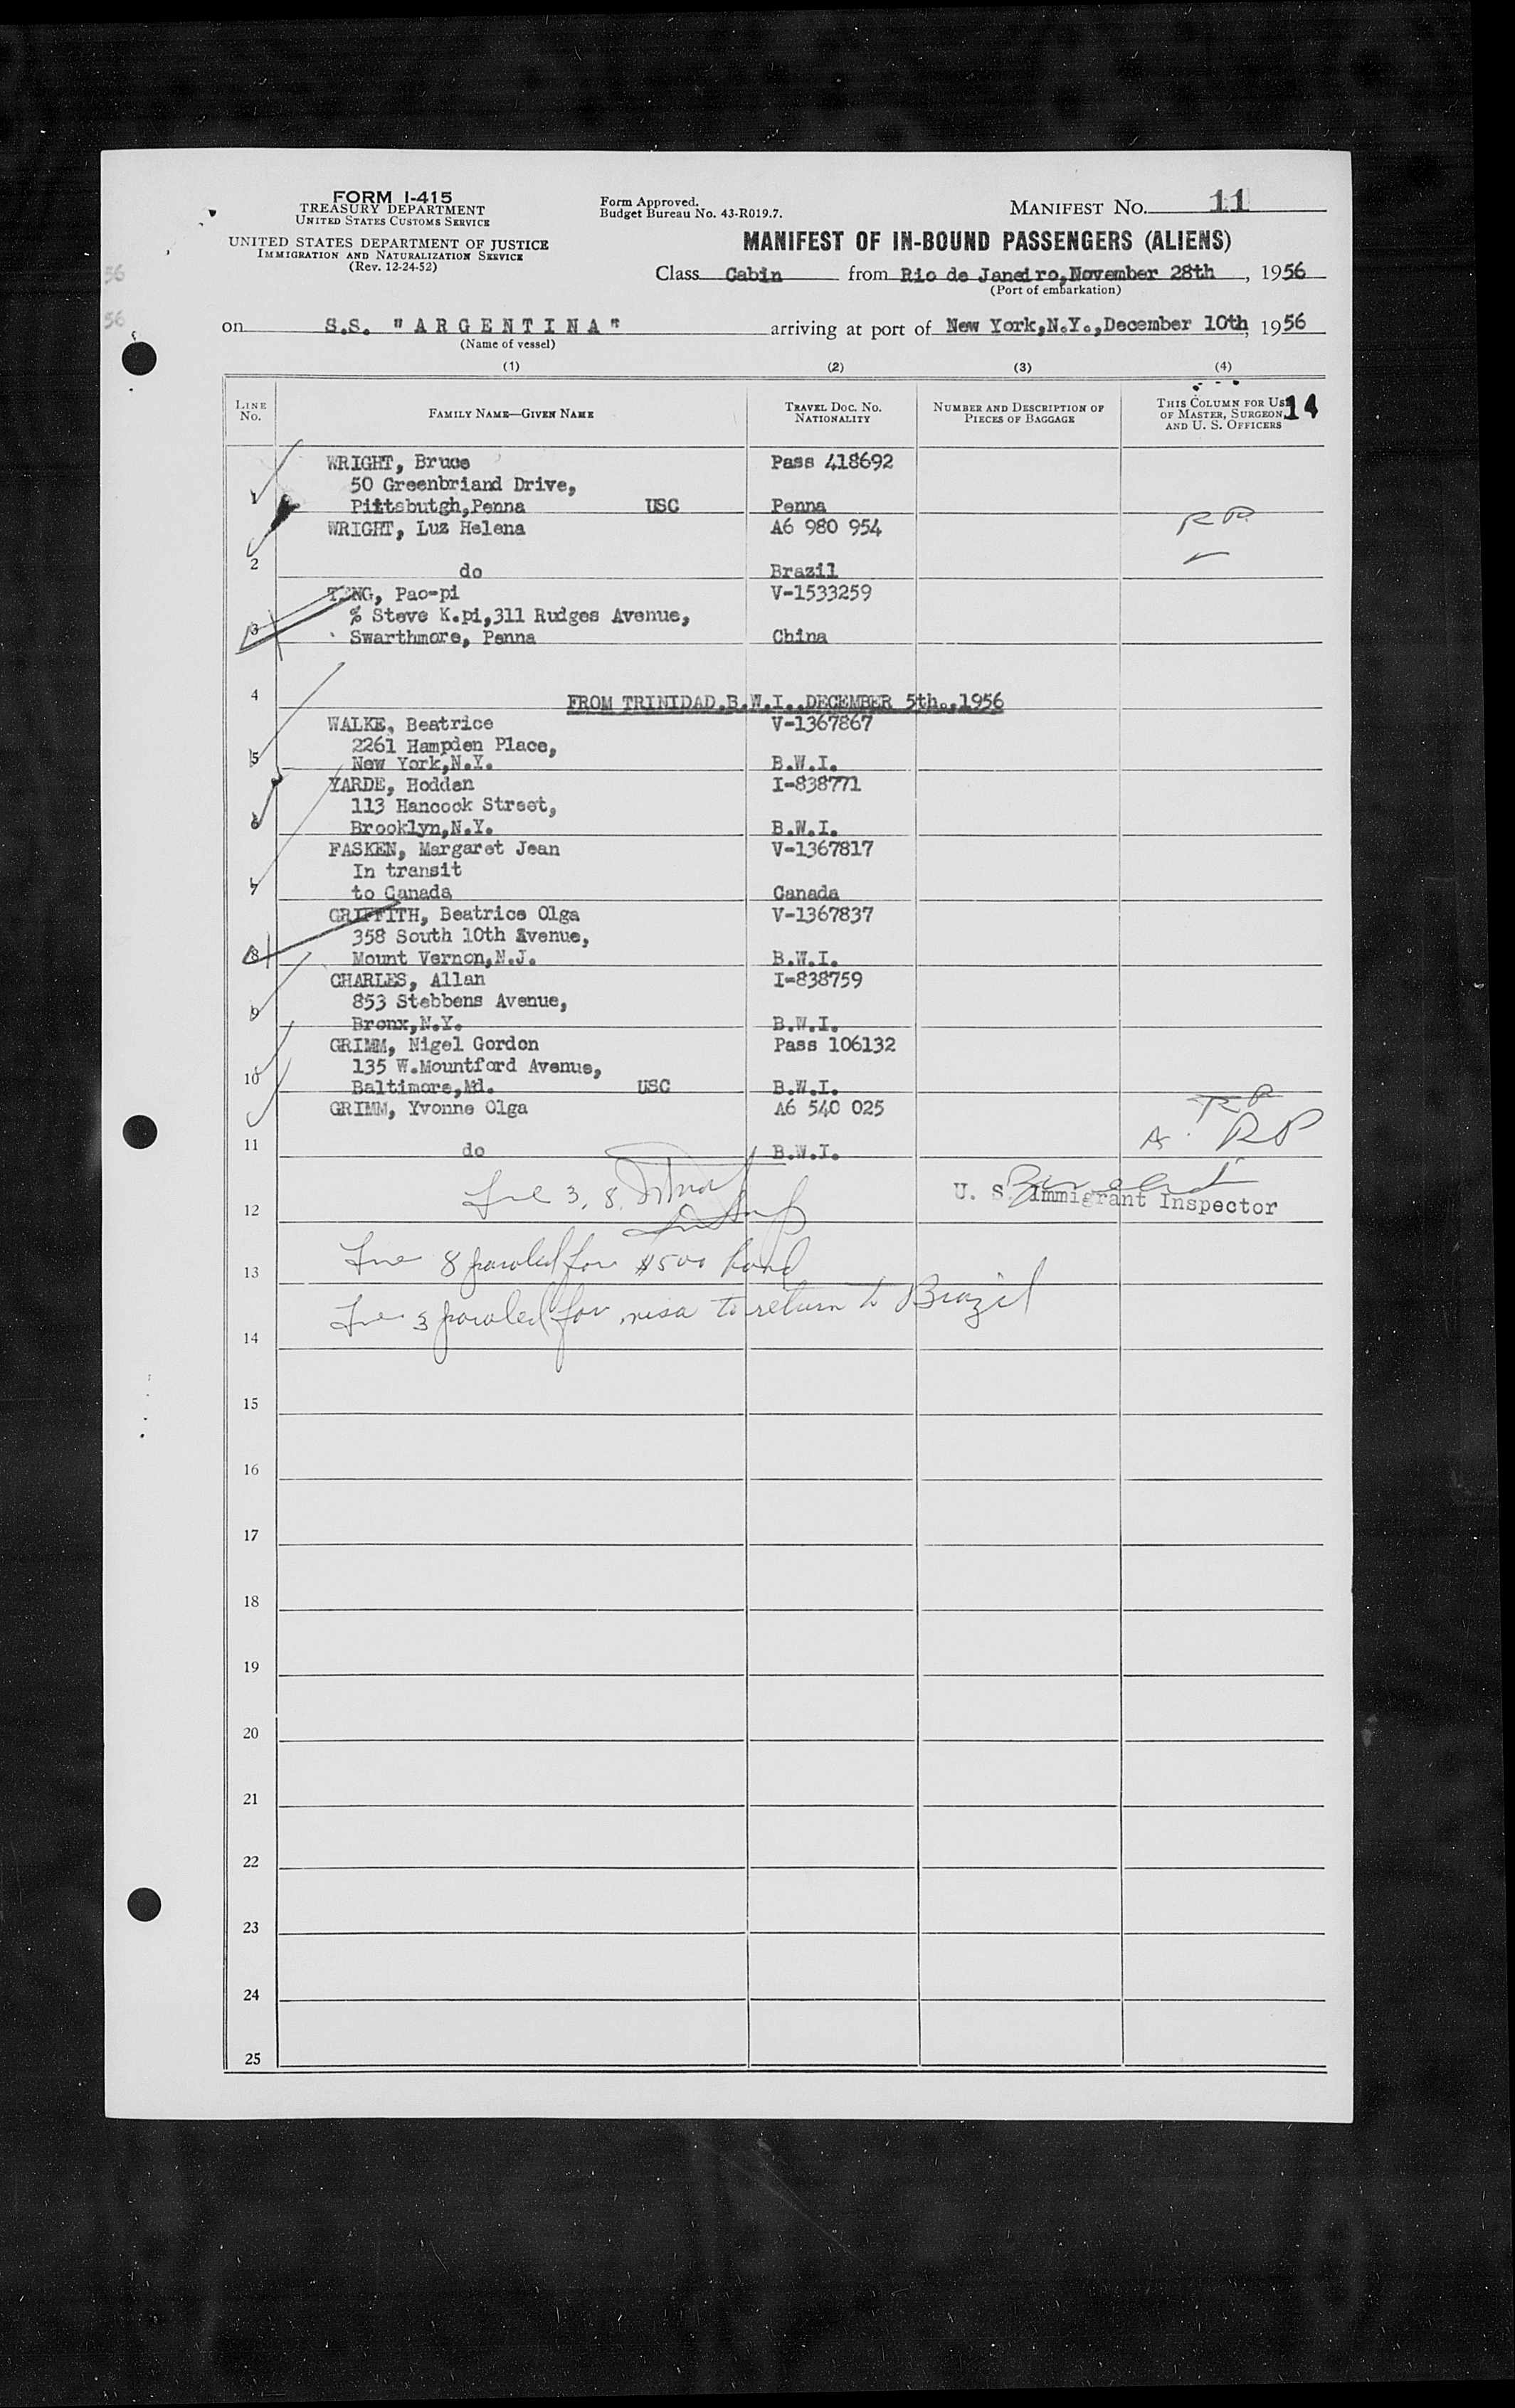 FORM I-415
TREASURY DEPARTMENT
UNITED STATES CUSTOMS SERVICE
UNITED STATES DEPARTMENT OF JUSTICE
IMMIGRATION AND NATURALIZATION SERVICE
(Rev. 12-24-52)
Form Approved.
Budget Bureau No. 43-R019.7.
MANIFEST NO. 11
MANIFEST OF IN-BOUND PASSENGERS (ALIENS)
Class Cabin from Rio de Janeiro, November 28th, 1956
(Port of embarkation)
56
56
on S.S. "ARGENTINA" arriving at port of New York, N.Y., December 10th, 1956
(Name of vessel)
(1) (2) (3) (4)
LINE NO. FAMILY NAME—GIVEN NAME TRAVEL DOC. NO. NATIONALITY NUMBER AND DESCRIPTION OF PIECES OF BAGGAGE THIS COLUMN FOR USE OF MASTER, SURGEON AND U. S. OFFICERS 14
WRIGHT, Bruce Pass 418692
50 Greenbriand Drive,
1 Pittsbutgh,Penna USC Penna
WRIGHT, Luz Helena A6 980 954 RP
2 do Brazil
TENG, Pao-pi V-1533259
3 % Steve K.pi,311 Rudges Avenue,
Swarthmore, Penna China
4 FROM TRINIDAD,B.W.I.,DECEMBER 5th.,1956
WALKE, Beatrice V-1367867
2261 Hampden Place,
5 New York,N.Y. B.W.I.
YARDE, Hodden I-838771
113 Hancock Street,
6 Brooklyn,N.Y. B.W.I.
FASKEN, Margaret Jean V-1367817
In transit
7 to Canada Canada
GRIFFITH, Beatrice Olga V-1367837
358 South 10th Avenue,
8 Mount Vernon,N.J. B.W.I.
CHARLES, Allan I-838759
853 Stebbens Avenue,
9 Bronx,N.Y. B.W.I.
GRIMM, Nigel Gordon Pass 106132
135 W.Mountford Avenue,
10 Baltimore,Md. USC B.W.I.
GRIMM, Yvonne Olga A6 540 025 RP
RP
11 do B.W.I.
3, 8,
U. S. Immigrant Inspector
12
Line 8 paroled for $500 bond
13
Line 3 paroled for visa to return to Brazil
14
15
16
17
18
19
20
21
22
23
24
25